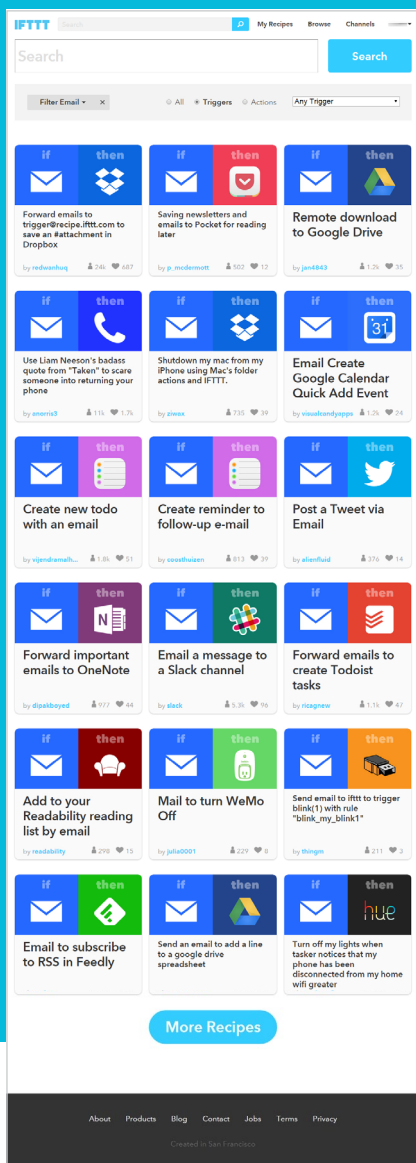 IFTTT Search My Recipes Browse Channels
Search Search
Filter Email × All Triggers Actions Any Trigger
if then
Forward emails to
trigger@recipe.ifttt.com to
save an #attachment in
Dropbox
by redwanhuq 24k 687
if then
Saving newsletters and
emails to Pocket for reading
later
by p_mcdermott 502 12
if then
Remote download
to Google Drive
by jan4843 1.2k 35
if then
Use Liam Neeson's badass
quote from "Taken" to scare
someone into returning your
phone
by anorris3 11k 1.7k
if then
Shutdown my mac from my
iPhone using Mac's folder
actions and IFTTT.
by ziwex 735 39
if then
31
Email Create
Google Calendar
Quick Add Event
by visualcandyapps 1.2k 24
if then
Create new todo
with an email
by vijendramalh... 1.8k 51
if then
Create reminder to
follow-up e-mail
by coosthuizen 813 39
if then
Post a Tweet via
Email
by alienfluid 376 14
if then
N
Forward important
emails to OneNote
by dipakboyed 977 44
if then
Email a message to
a Slack channel
by slack 5.3k 96
if then
Forward emails to
create Todoist
tasks
by ricagnew 1.1k 47
if then
Add to your
Readability reading
list by email
by readability 298 15
if then
Mail to turn WeMo
Off
by julia0001 229 8
if then
Send email to ifttt to trigger
blink(1) with rule
"blink_my_blink1"
by thingm 211 3
if then
Email to subscribe
to RSS in Feedly
if then
Send an email to add a line
to a google drive
spreadsheet
if then
hue
Turn off my lights when
tasker notices that my
phone has been
disconnected from my home
wifi greater
More Recipes
About Products Blog Contact Jobs Terms Privacy
Created in San Francisco